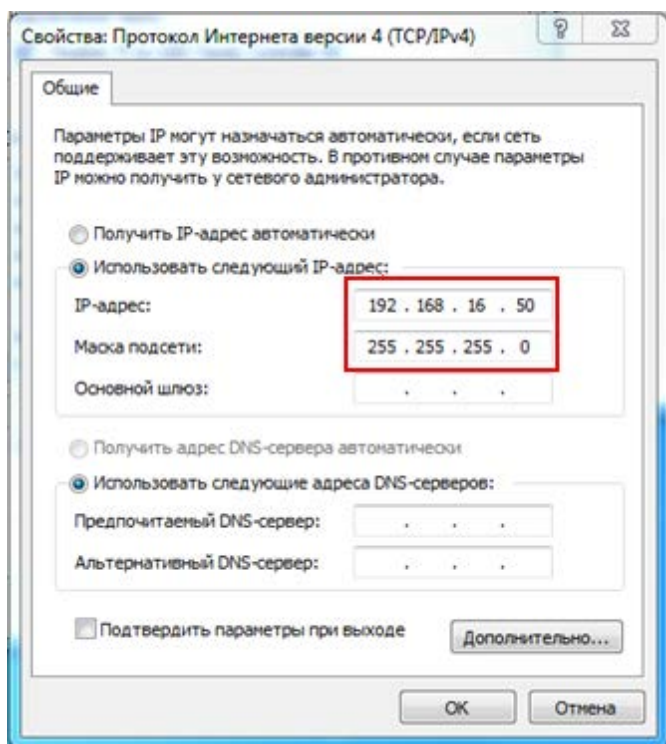 Свойства: Протокол Интернета версии 4 (TCP/IPv4)
Общие
Параметры IP могут назначаться автоматически, если сеть
поддерживает эту возможность. В противном случае параметры
IP можно получить у сетевого администратора.
Получить IP-адрес автоматически
Использовать следующий IP-адрес:
IP-адрес: 192 . 168 . 16 . 50
Маска подсети: 255 . 255 . 255 . 0
Основной шлюз: . . .
Получить адрес DNS-сервера автоматически
Использовать следующие адреса DNS-серверов:
Предпочитаемый DNS-сервер: . . .
Альтернативный DNS-сервер: . . .
Подтвердить параметры при выходе Дополнительно...
ОК Отмена